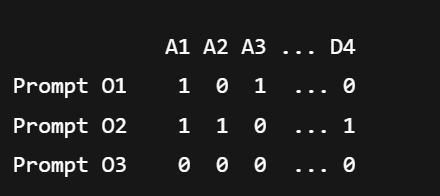 A1 A2 A3 ... D4
Prompt O1 1 0 1 ... 0
Prompt O2 1 1 0 ... 1
Prompt O3 0 0 0 ... 0